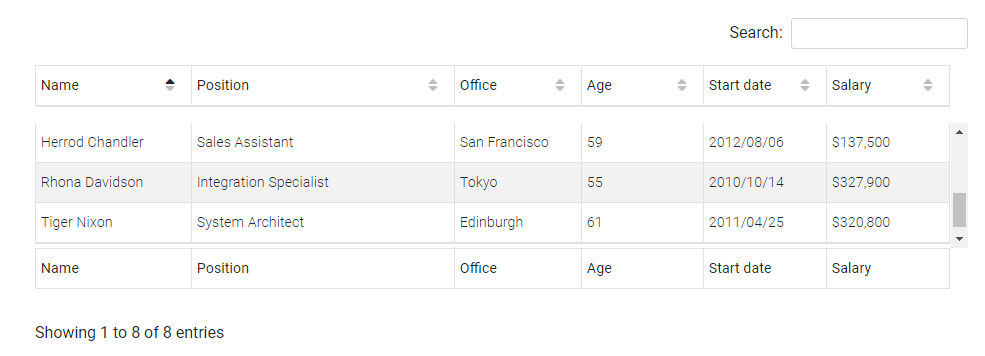 Search:
Name Position Office Age Start date Salary
Herrod Chandler Sales Assistant San Francisco 59 2012/08/06 $137,500
Rhona Davidson Integration Specialist Tokyo 55 2010/10/14 $327,900
Tiger Nixon System Architect Edinburgh 61 2011/04/25 $320,800
Name Position Office Age Start date Salary
Showing 1 to 8 of 8 entries